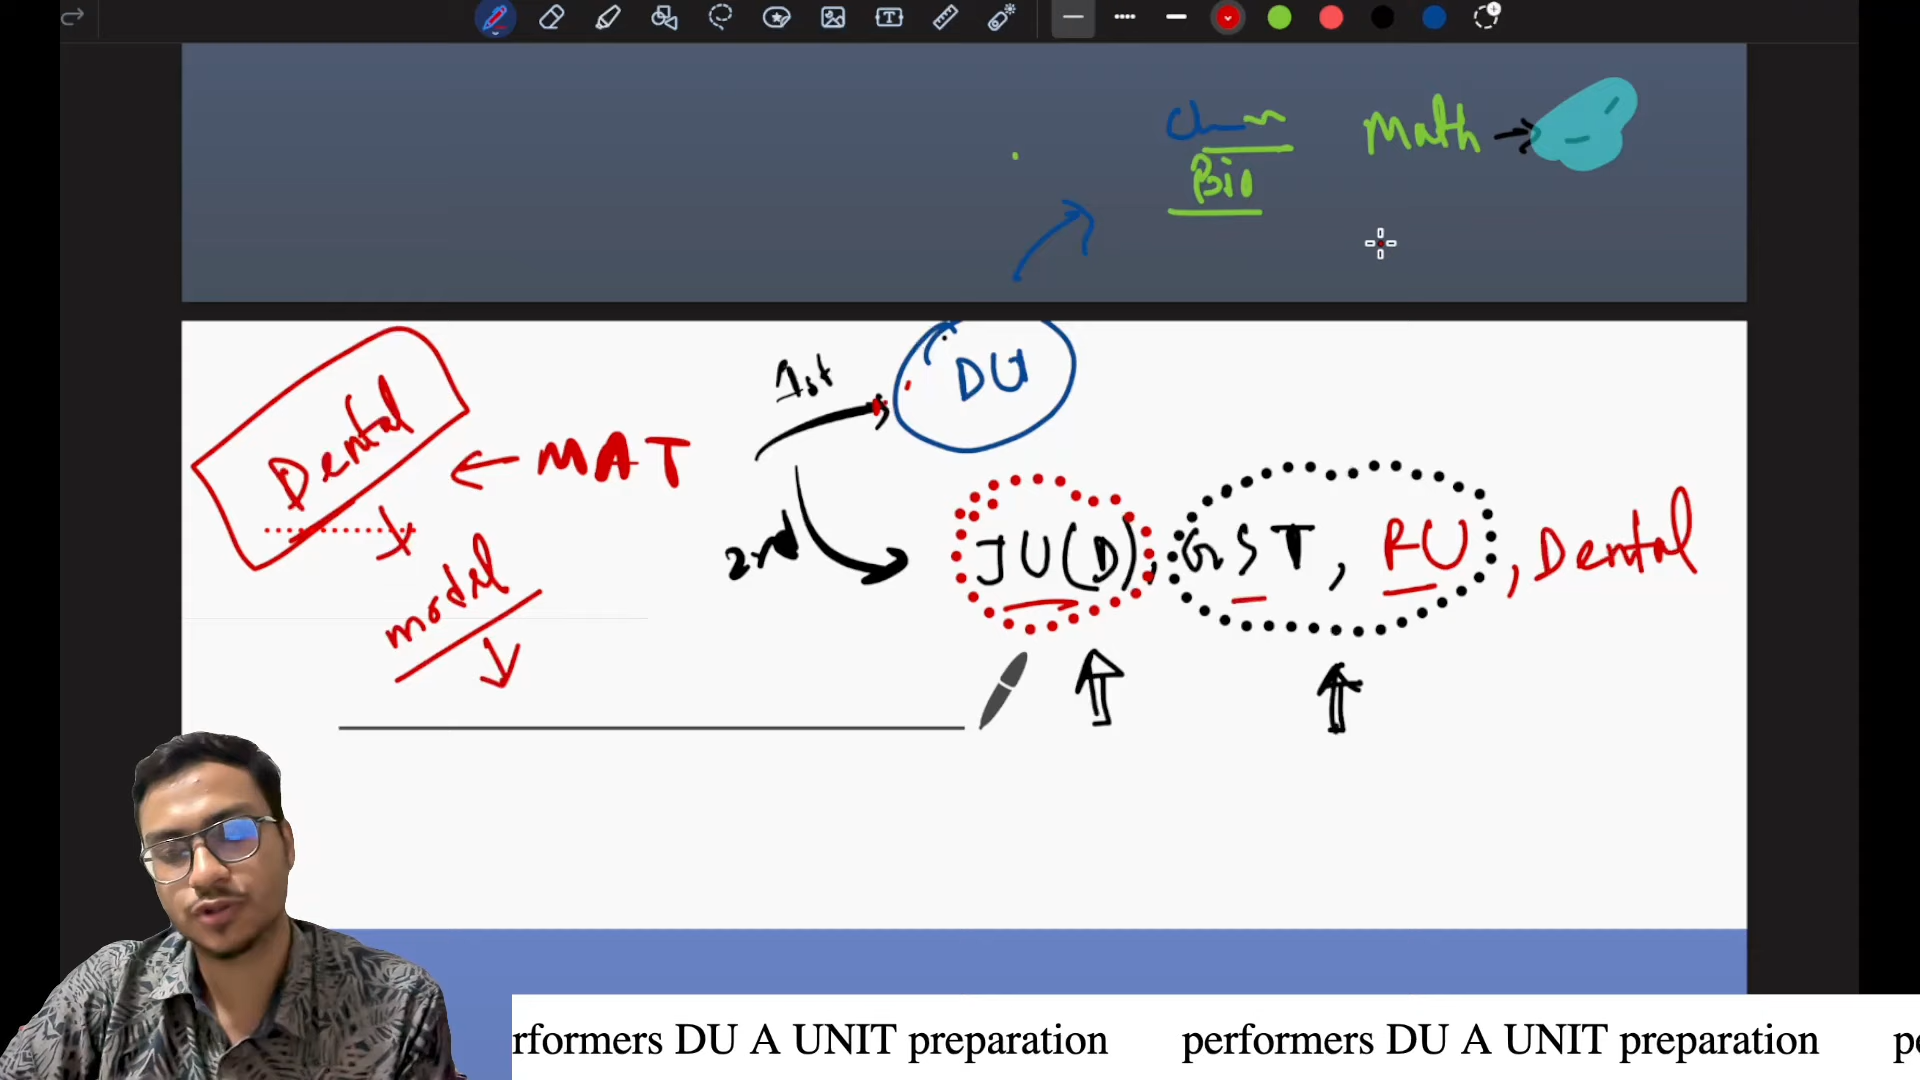 Math
Bio
1st
DU
Dental
← MAT
2nd
JU(D), GST, RU, Dental
model
rformers DU A UNIT preparation performers DU A UNIT preparation pe